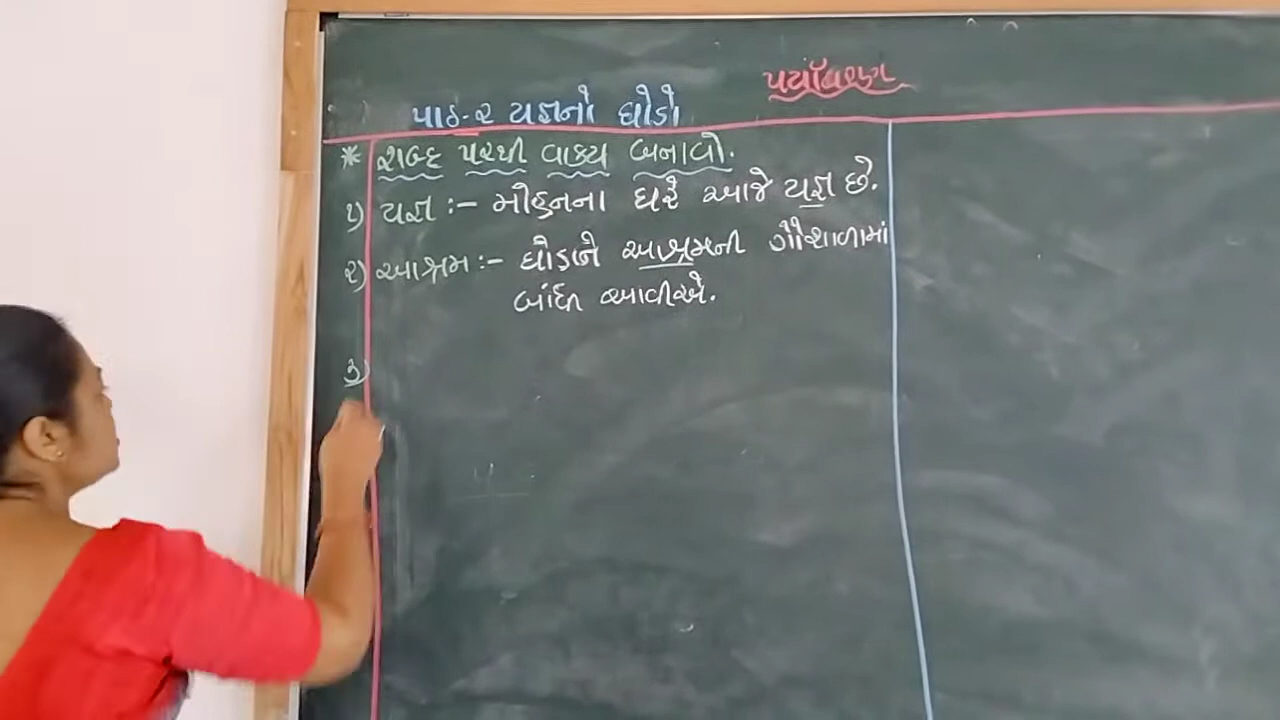 પર્યાવરણ
પાઠ-૨ યજ્ઞનો ઘોડો
* શબ્દ પરથી વાક્ય બનાવો.
૧) યજ્ઞ :- મોહનના ઘરે આજે યજ્ઞ છે.
૨) આશ્રમ :- ઘોડાને આશ્રમની ગૌશાળામાં
બાંધી આવીએ.
૩)